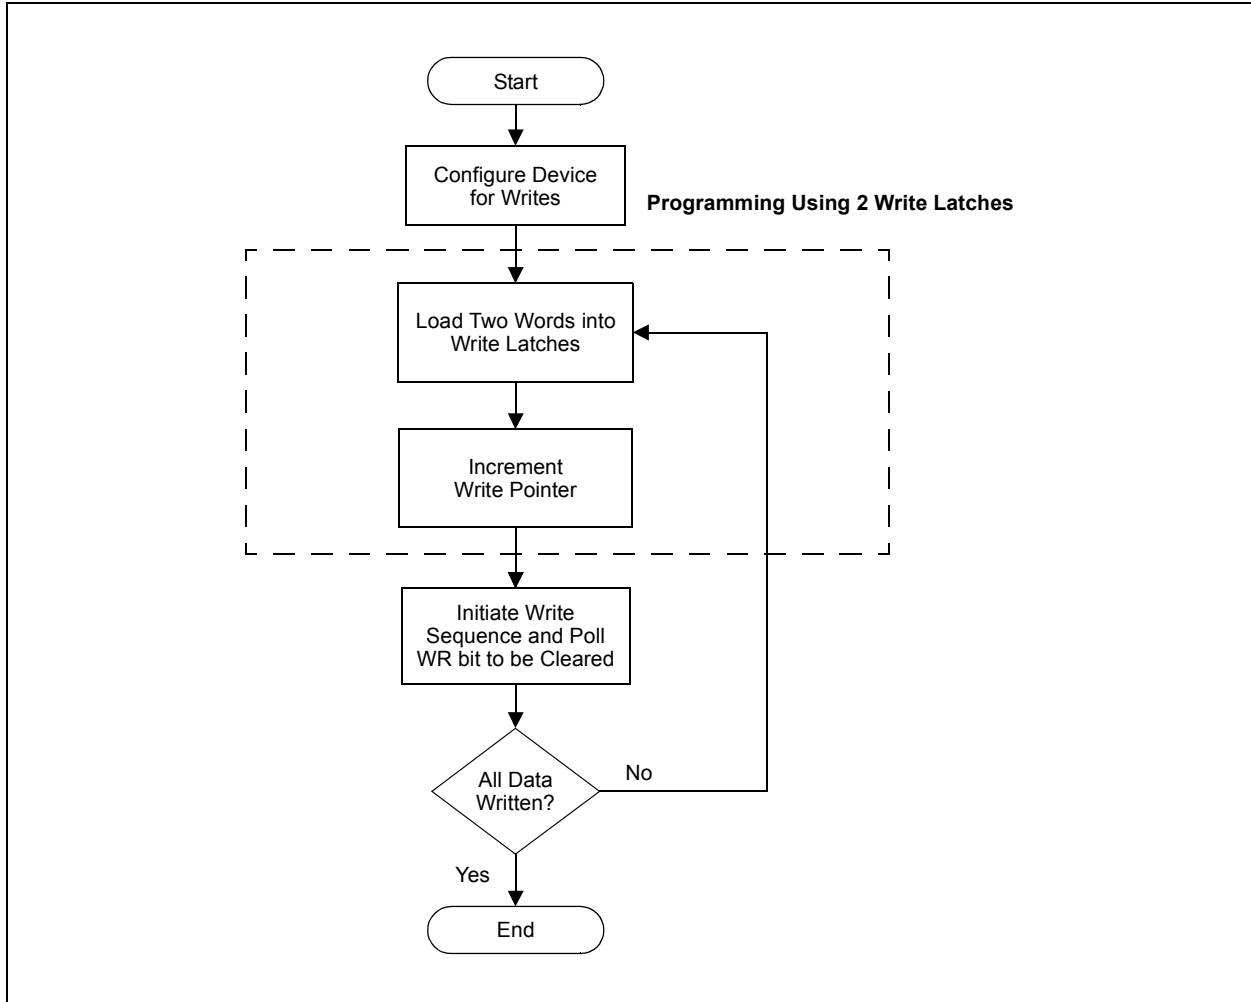 Start
Configure Device
for Writes
Programming Using 2 Write Latches
Load Two Words into
Write Latches
Increment
Write Pointer
Initiate Write
Sequence and Poll
WR bit to be Cleared
All Data
Written?
No
Yes
End